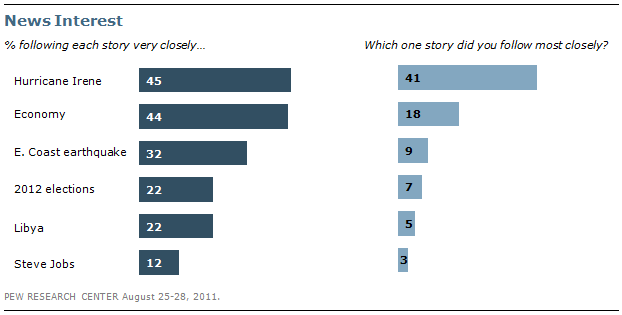 News Interest
% following each story very closely... Which one story did you follow most closely?
Hurricane Irene 45 41
Economy 44 18
E. Coast earthquake 32 9
2012 elections 22 7
Libya 22 5
Steve Jobs 12 3
PEW RESEARCH CENTER August 25-28, 2011.